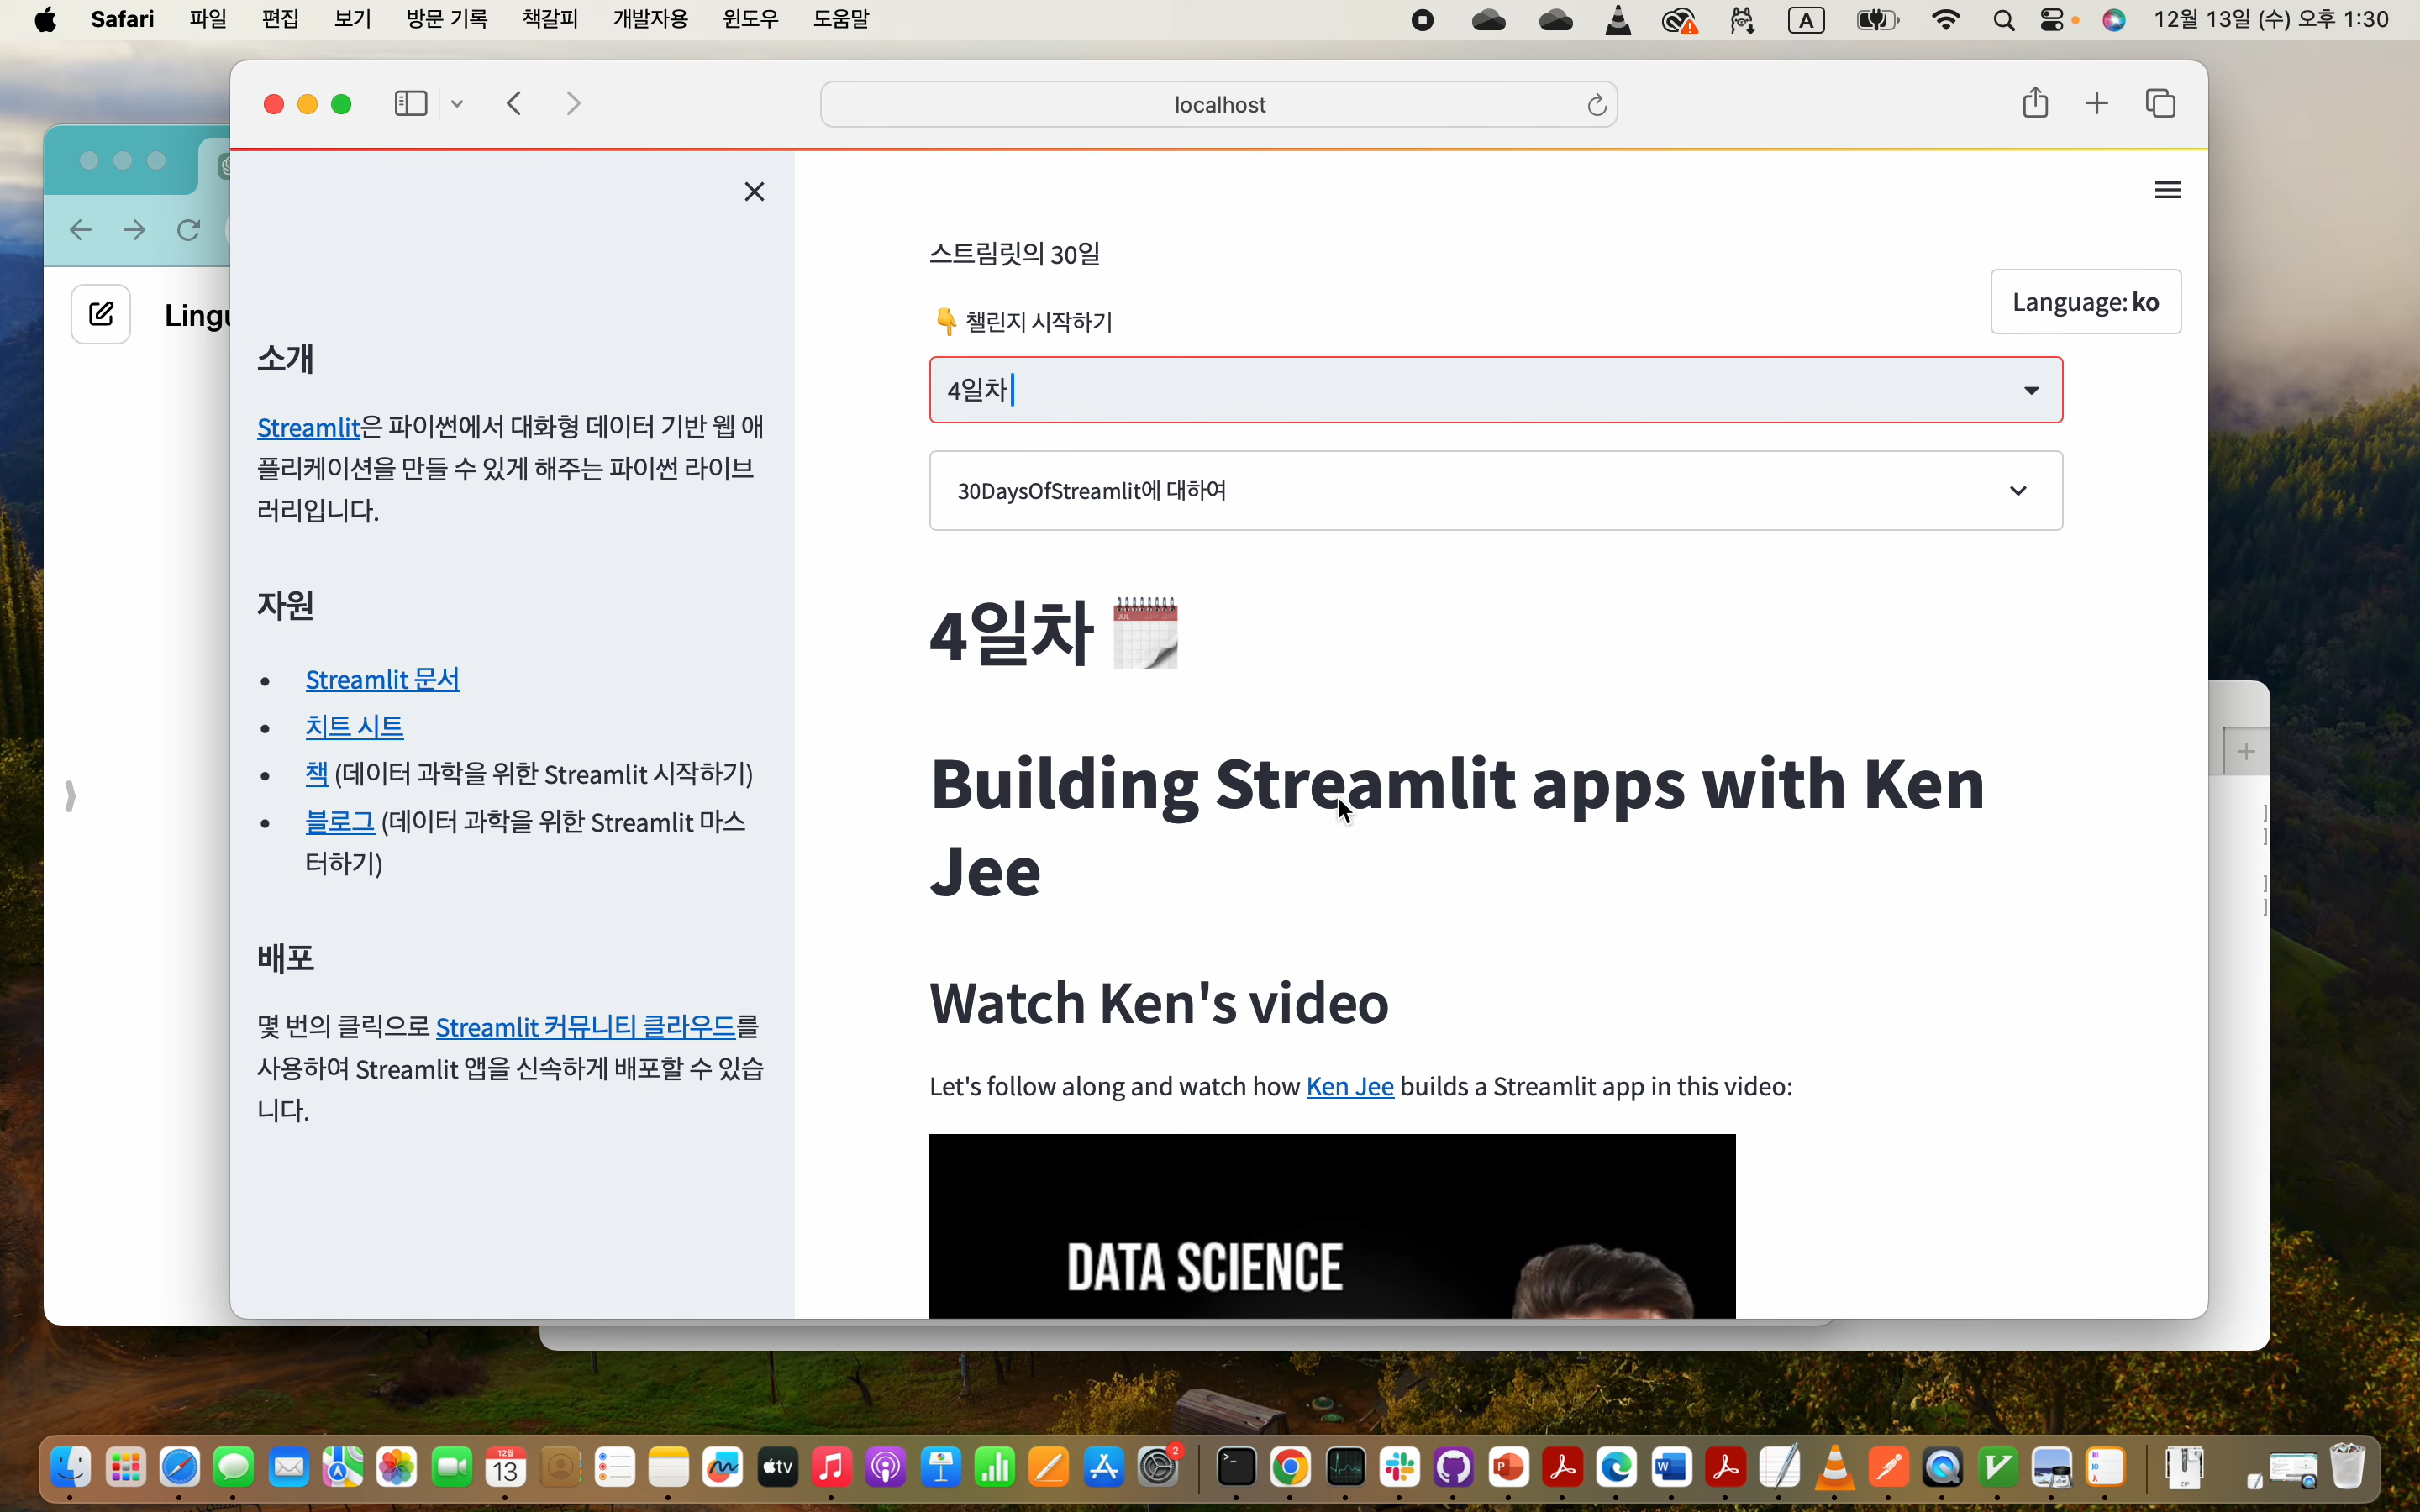 Safari 파일 편집 보기 방문 기록 책갈피 개발자용 윈도우 도움말
A
12월 13일 (수) 오후 1:30
localhost
스트림릿의 30일
👇 챌린지 시작하기
Language: ko
4일차
30DaysOfStreamlit에 대하여
4일차 🗓️
Building Streamlit apps with Ken
Jee
Watch Ken's video
Let's follow along and watch how Ken Jee builds a Streamlit app in this video:
DATA SCIENCE
소개
Streamlit은 파이썬에서 대화형 데이터 기반 웹 애
플리케이션을 만들 수 있게 해주는 파이썬 라이브
러리입니다.
자원
• Streamlit 문서
• 치트 시트
• 책 (데이터 과학을 위한 Streamlit 시작하기)
• 블로그 (데이터 과학을 위한 Streamlit 마스
터하기)
배포
몇 번의 클릭으로 Streamlit 커뮤니티 클라우드를
사용하여 Streamlit 앱을 신속하게 배포할 수 있습
니다.
12월
13
tv
2
ZIP